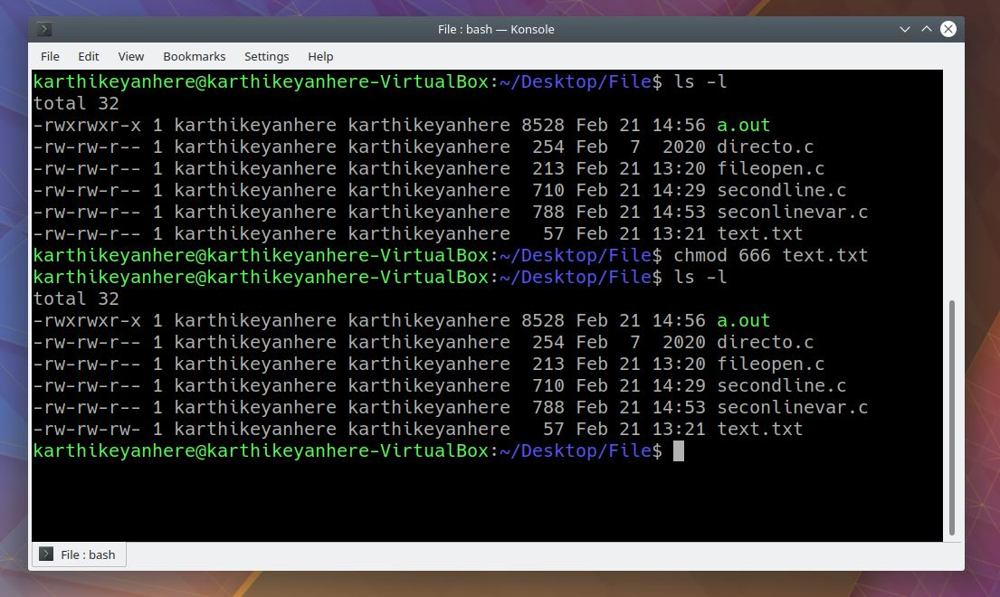 File : bash — Konsole
File Edit View Bookmarks Settings Help
karthikeyanhere@karthikeyanhere-VirtualBox:~/Desktop/File$ ls -l
total 32
-rwxrwxr-x 1 karthikeyanhere karthikeyanhere 8528 Feb 21 14:56 a.out
-rw-rw-r-- 1 karthikeyanhere karthikeyanhere  254 Feb  7  2020 directo.c
-rw-rw-r-- 1 karthikeyanhere karthikeyanhere  213 Feb 21 13:20 fileopen.c
-rw-rw-r-- 1 karthikeyanhere karthikeyanhere  710 Feb 21 14:29 secondline.c
-rw-rw-r-- 1 karthikeyanhere karthikeyanhere  788 Feb 21 14:53 seconlinevar.c
-rw-rw-r-- 1 karthikeyanhere karthikeyanhere   57 Feb 21 13:21 text.txt
karthikeyanhere@karthikeyanhere-VirtualBox:~/Desktop/File$ chmod 666 text.txt
karthikeyanhere@karthikeyanhere-VirtualBox:~/Desktop/File$ ls -l
total 32
-rwxrwxr-x 1 karthikeyanhere karthikeyanhere 8528 Feb 21 14:56 a.out
-rw-rw-r-- 1 karthikeyanhere karthikeyanhere  254 Feb  7  2020 directo.c
-rw-rw-r-- 1 karthikeyanhere karthikeyanhere  213 Feb 21 13:20 fileopen.c
-rw-rw-r-- 1 karthikeyanhere karthikeyanhere  710 Feb 21 14:29 secondline.c
-rw-rw-r-- 1 karthikeyanhere karthikeyanhere  788 Feb 21 14:53 seconlinevar.c
-rw-rw-rw- 1 karthikeyanhere karthikeyanhere   57 Feb 21 13:21 text.txt
karthikeyanhere@karthikeyanhere-VirtualBox:~/Desktop/File$
File : bash